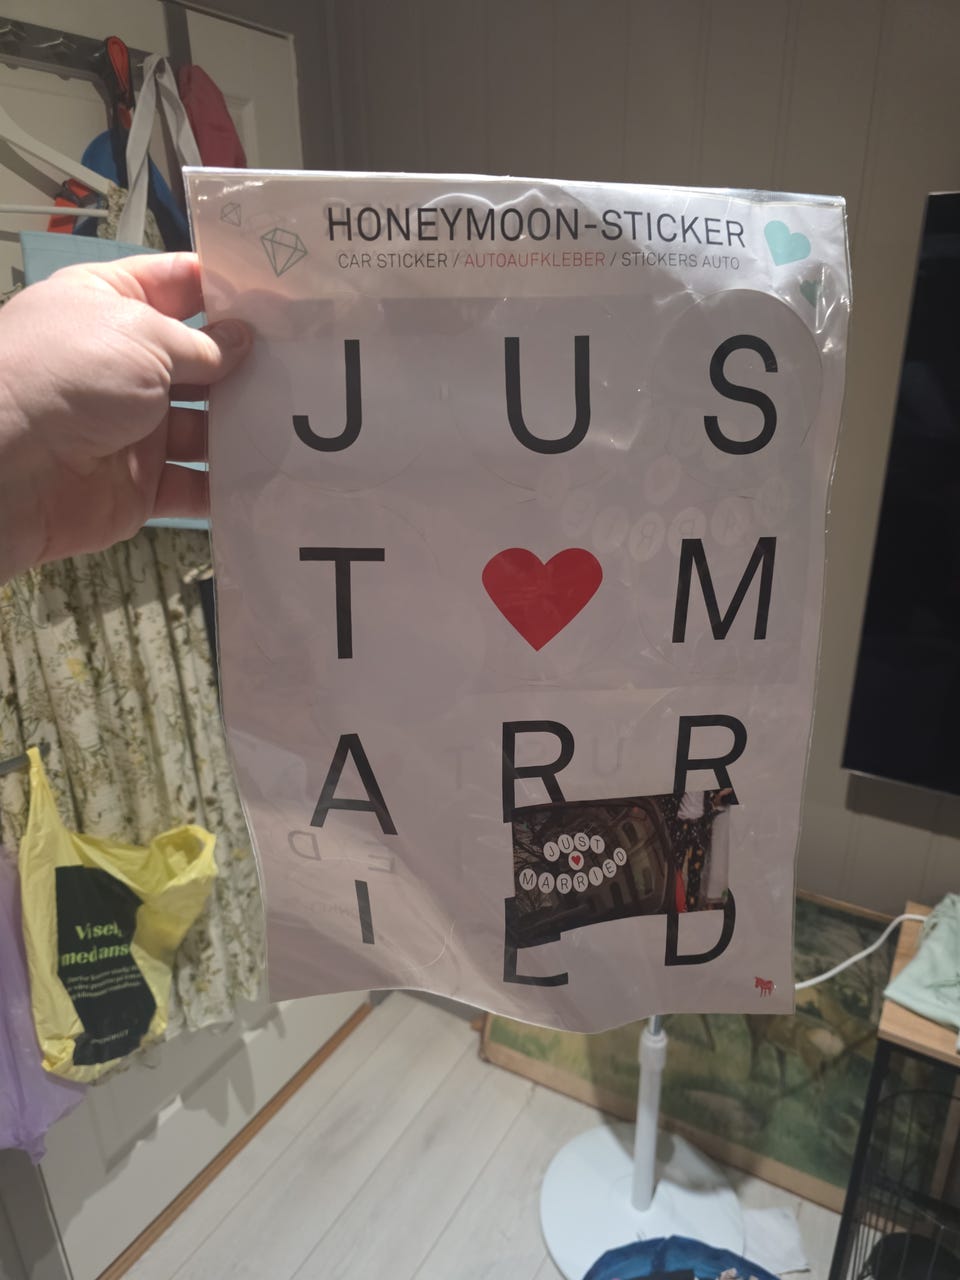 HONEYMOON-STICKER
CAR STICKER / AUTOAUFKLEBER / STICKERS AUTO
J U S
T ♥ M
A R R
I E D
JUST
♥
MARRIED